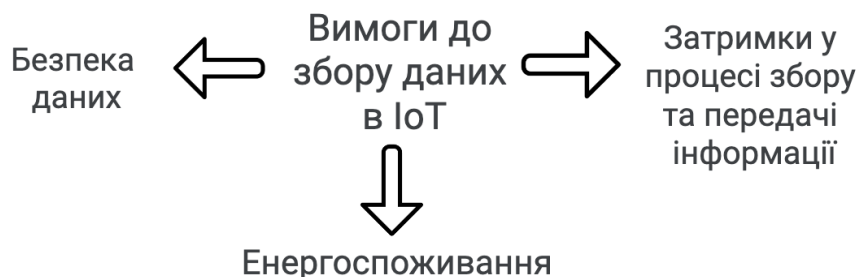 Вимоги до
збору даних
в IoT
Безпека
даних
Затримки у
процесі збору
та передачі
інформації
Енергоспоживання